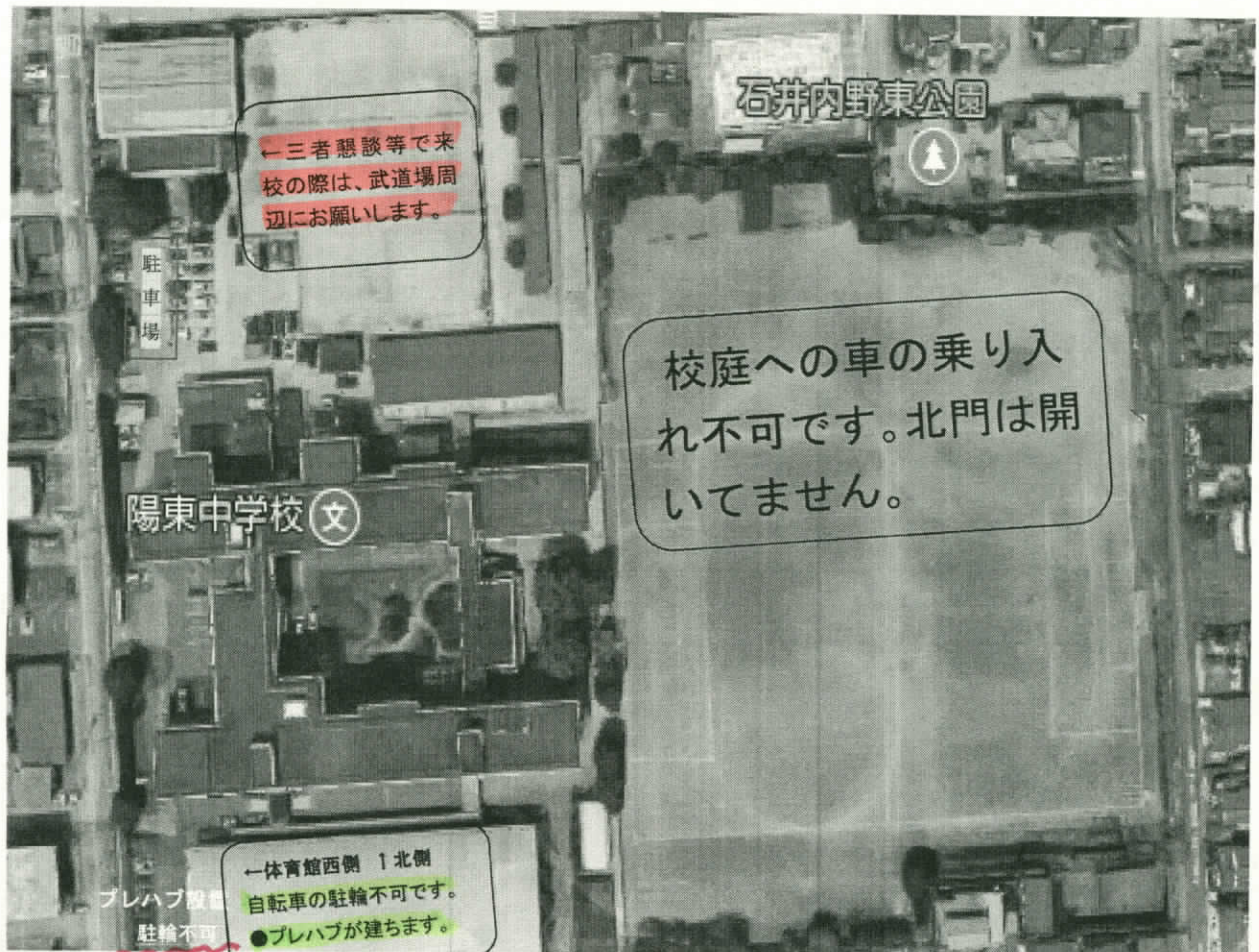 石井内野東公園
←三者懇談等で来
校の際は、武道場周
辺にお願いします。
駐車場
校庭への車の乗り入
れ不可です。北門は開
いてません。
陽東中学校
文
←体育館西側 ↑北側
自転車の駐輪不可です。
●プレハブが建ちます。
プレハブ設置
駐輪不可